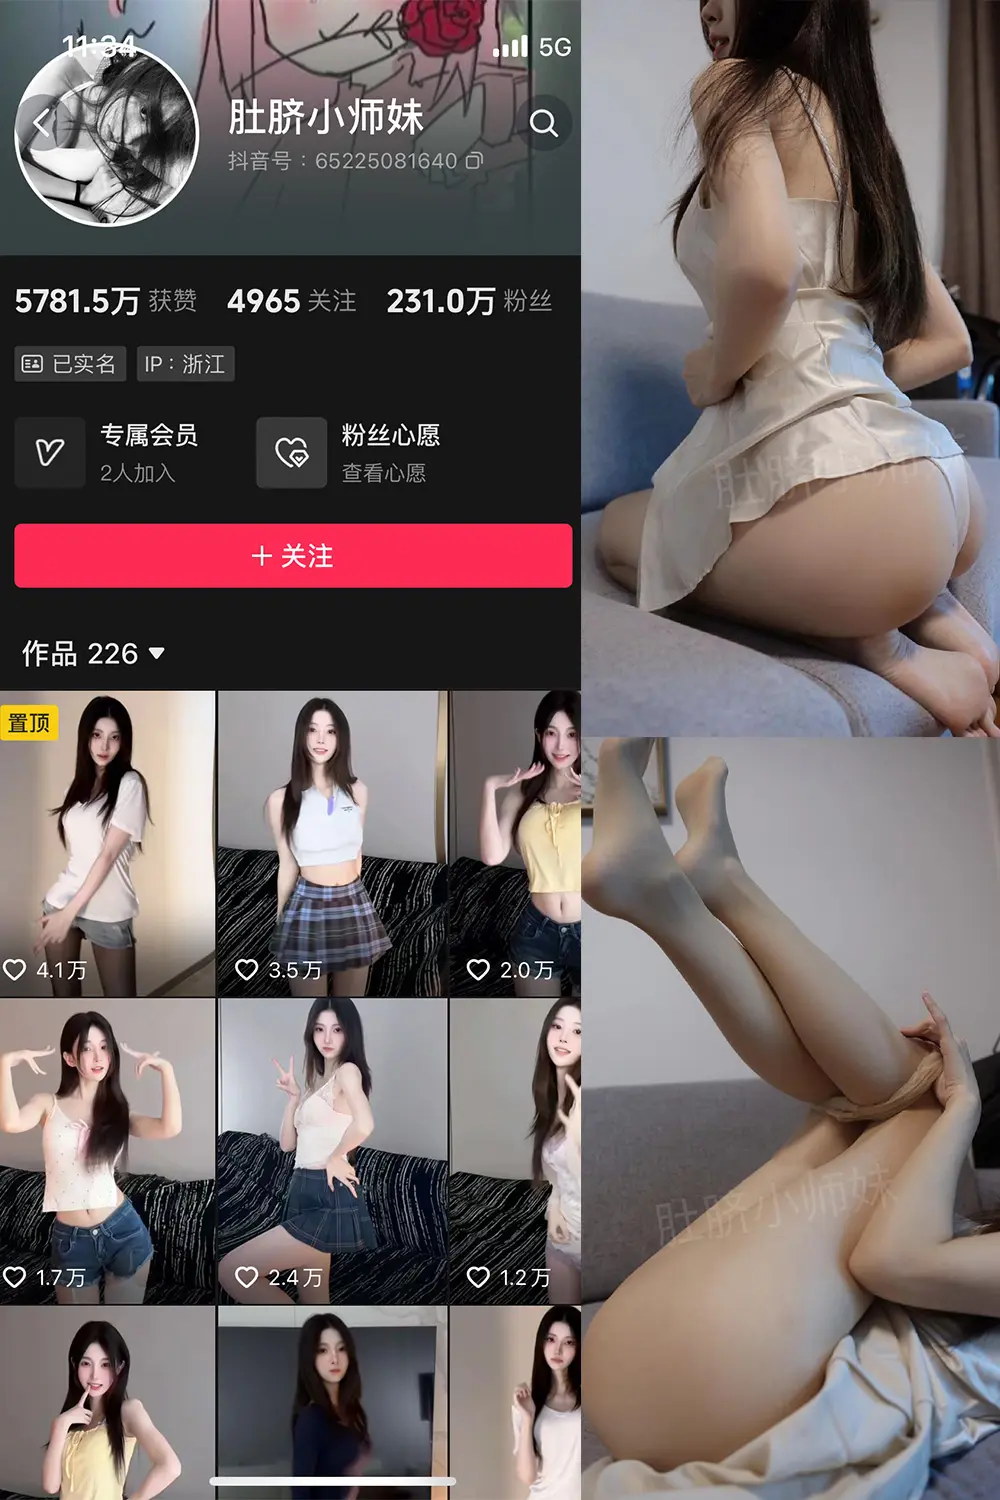 11:34
5G
肚脐小师妹
抖音号：65225081640
5781.5万 获赞 4965 关注 231.0万 粉丝
已实名 IP：浙江
专属会员
2人加入
粉丝心愿
查看心愿
＋关注
作品 226
置顶
4.1万
3.5万
2.0万
1.7万
2.4万
1.2万
肚脐小师妹
肚脐小师妹